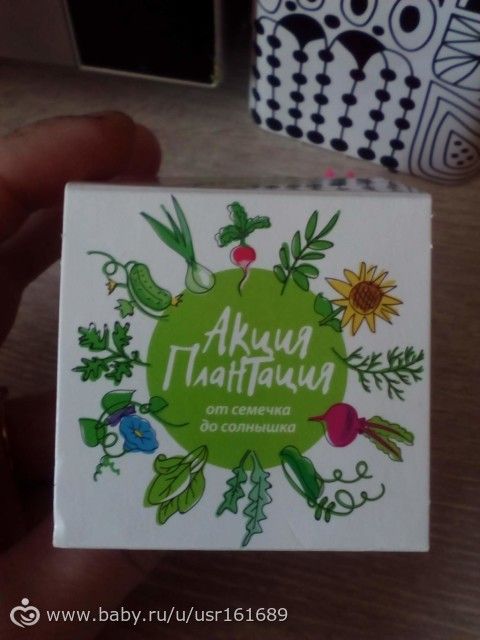 Акция
Плантация
от семечка
до солнышка
www.baby.ru/u/usr161689